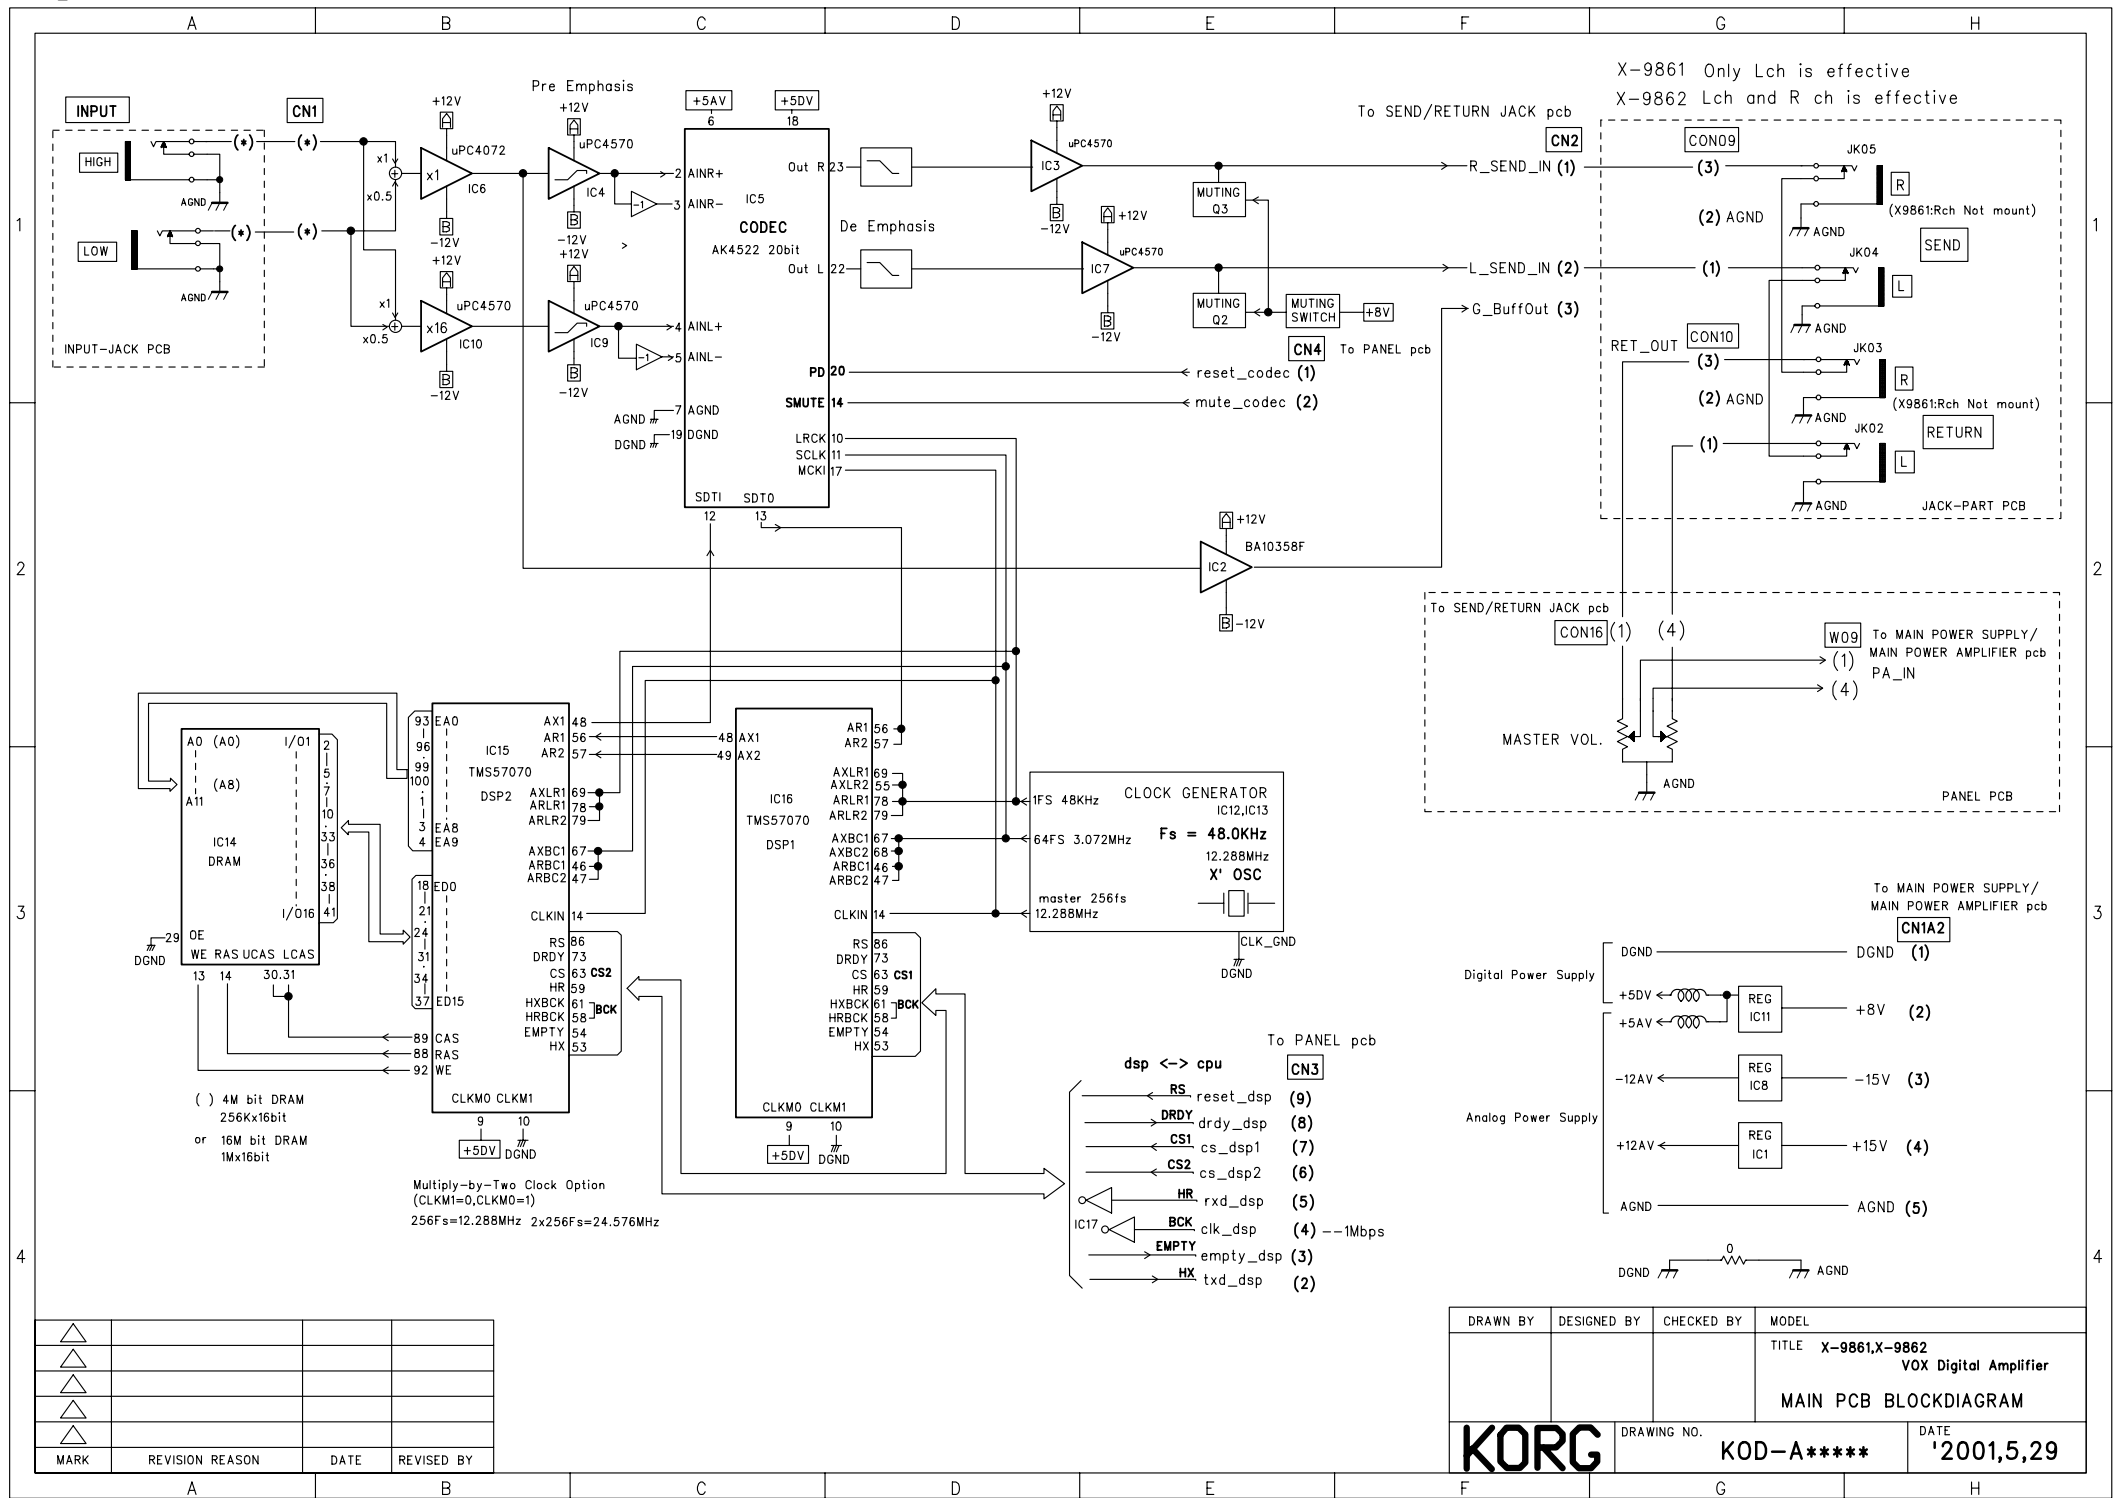 A B C D E F G H
X-9861 Only Lch is effective
X-9862 Lch and R ch is effective
INPUT
CN1
HIGH
LOW
(*) (*)
(*) (*)
AGND
AGND
INPUT-JACK PCB
x1
x0.5
x1
x0.5
+12V
uPC4072
x1
IC6
B
-12V
+12V
uPC4570
x16
IC10
B
-12V
Pre Emphasis
+12V
uPC4570
IC4
B
-12V
>
+12V
uPC4570
IC9
B
-12V
-1
-1
+5AV
6
+5DV
18
2 AINR+
3 AINR-
4 AINL+
5 AINL-
7 AGND
19 DGND
AGND
DGND
IC5
CODEC
AK4522 20bit
Out R 23
Out L 22
PD 20
SMUTE 14
LRCK 10
SCLK 11
MCKI 17
SDTI SDTO
12 13
De Emphasis
+12V
uPC4570
IC3
B
-12V
+12V
uPC4570
IC7
B
-12V
MUTING
Q3
MUTING
Q2
MUTING
SWITCH
+8V
To SEND/RETURN JACK pcb
CN2
R_SEND_IN (1)
L_SEND_IN (2)
G_BuffOut (3)
CN4 To PANEL pcb
reset_codec (1)
mute_codec (2)
CON09
(3)
(2) AGND
(1)
RET_OUT
CON10
(3)
(2) AGND
(1)
JK05
R
(X9861:Rch Not mount)
AGND
SEND
JK04
L
AGND
JK03
R
(X9861:Rch Not mount)
AGND
JK02
RETURN
L
AGND
JACK-PART PCB
A +12V
BA10358F
IC2
B -12V
To SEND/RETURN JACK pcb
CON16 (1) (4)
W09
To MAIN POWER SUPPLY/
MAIN POWER AMPLIFIER pcb
(1)
PA_IN
(4)
MASTER VOL.
AGND
PANEL PCB
A0 (A0) I/O1
(A8)
A11
IC14
DRAM
I/O16
2
5
7
10
33
36
38
41
29 OE
DGND
WE RAS UCAS LCAS
13 14 30.31
( ) 4M bit DRAM
256Kx16bit
or 16M bit DRAM
1Mx16bit
93 EA0
96
99
100
1
3 EA8
4 EA9
18 ED0
21
24
31
34
37 ED15
89 CAS
88 RAS
92 WE
IC15
TMS57070
DSP2
AX1 48
AR1 56
AR2 57
AXLR1 69
ARLR1 78
ARLR2 79
AXBC1 67
ARBC1 46
ARBC2 47
CLKIN 14
RS 86
DRDY 73
CS 63 CS2
HR 59
HXBCK 61
BCK
HRBCK 58
EMPTY 54
HX 53
CLKM0 CLKM1
9 10
+5DV DGND
Multiply-by-Two Clock Option
(CLKM1=0,CLKM0=1)
256Fs=12.288MHz 2x256Fs=24.576MHz
48 AX1
49 AX2
IC16
TMS57070
DSP1
AR1 56
AR2 57
AXLR1 69
AXLR2 55
ARLR1 78
ARLR2 79
AXBC1 67
AXBC2 68
ARBC1 46
ARBC2 47
CLKIN 14
RS 86
DRDY 73
CS 63 CS1
HR 59
HXBCK 61
BCK
HRBCK 58
EMPTY 54
HX 53
CLKM0 CLKM1
9 10
+5DV DGND
CLOCK GENERATOR
IC12,IC13
1FS 48KHz
Fs = 48.0KHz
64FS 3.072MHz
12.288MHz
X' OSC
master 256fs
12.288MHz
CLK_GND
DGND
To PANEL pcb
dsp <-> cpu CN3
RS reset_dsp (9)
DRDY drdy_dsp (8)
CS1 cs_dsp1 (7)
CS2 cs_dsp2 (6)
HR rxd_dsp (5)
IC17 BCK clk_dsp (4) --1Mbps
EMPTY empty_dsp (3)
HX txd_dsp (2)
To MAIN POWER SUPPLY/
MAIN POWER AMPLIFIER pcb
CN1A2
DGND DGND (1)
Digital Power Supply
+5DV
REG
IC11
+8V (2)
+5AV
-12AV
REG
IC8
-15V (3)
Analog Power Supply
+12AV
REG
IC1
+15V (4)
AGND AGND (5)
0
DGND AGND
1 2 3 4
1 2 3 4
MARK REVISION REASON DATE REVISED BY
DRAWN BY DESIGNED BY CHECKED BY MODEL
TITLE X-9861,X-9862
VOX Digital Amplifier
MAIN PCB BLOCKDIAGRAM
KORG
DRAWING NO.
KOD-A*****
DATE
'2001,5,29
A B C D E F G H